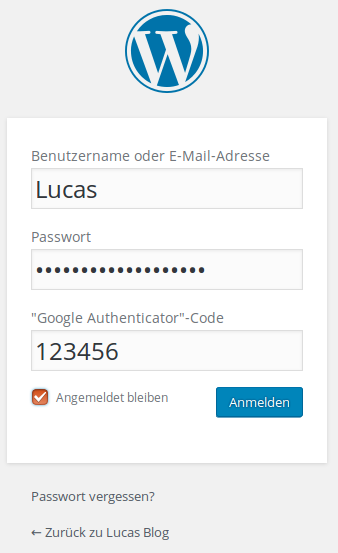 Benutzername oder E-Mail-Adresse
Lucas
Passwort
•••••••••••••••••••
"Google Authenticator"-Code
123456
Angemeldet bleiben
Anmelden
Passwort vergessen?
← Zurück zu Lucas Blog